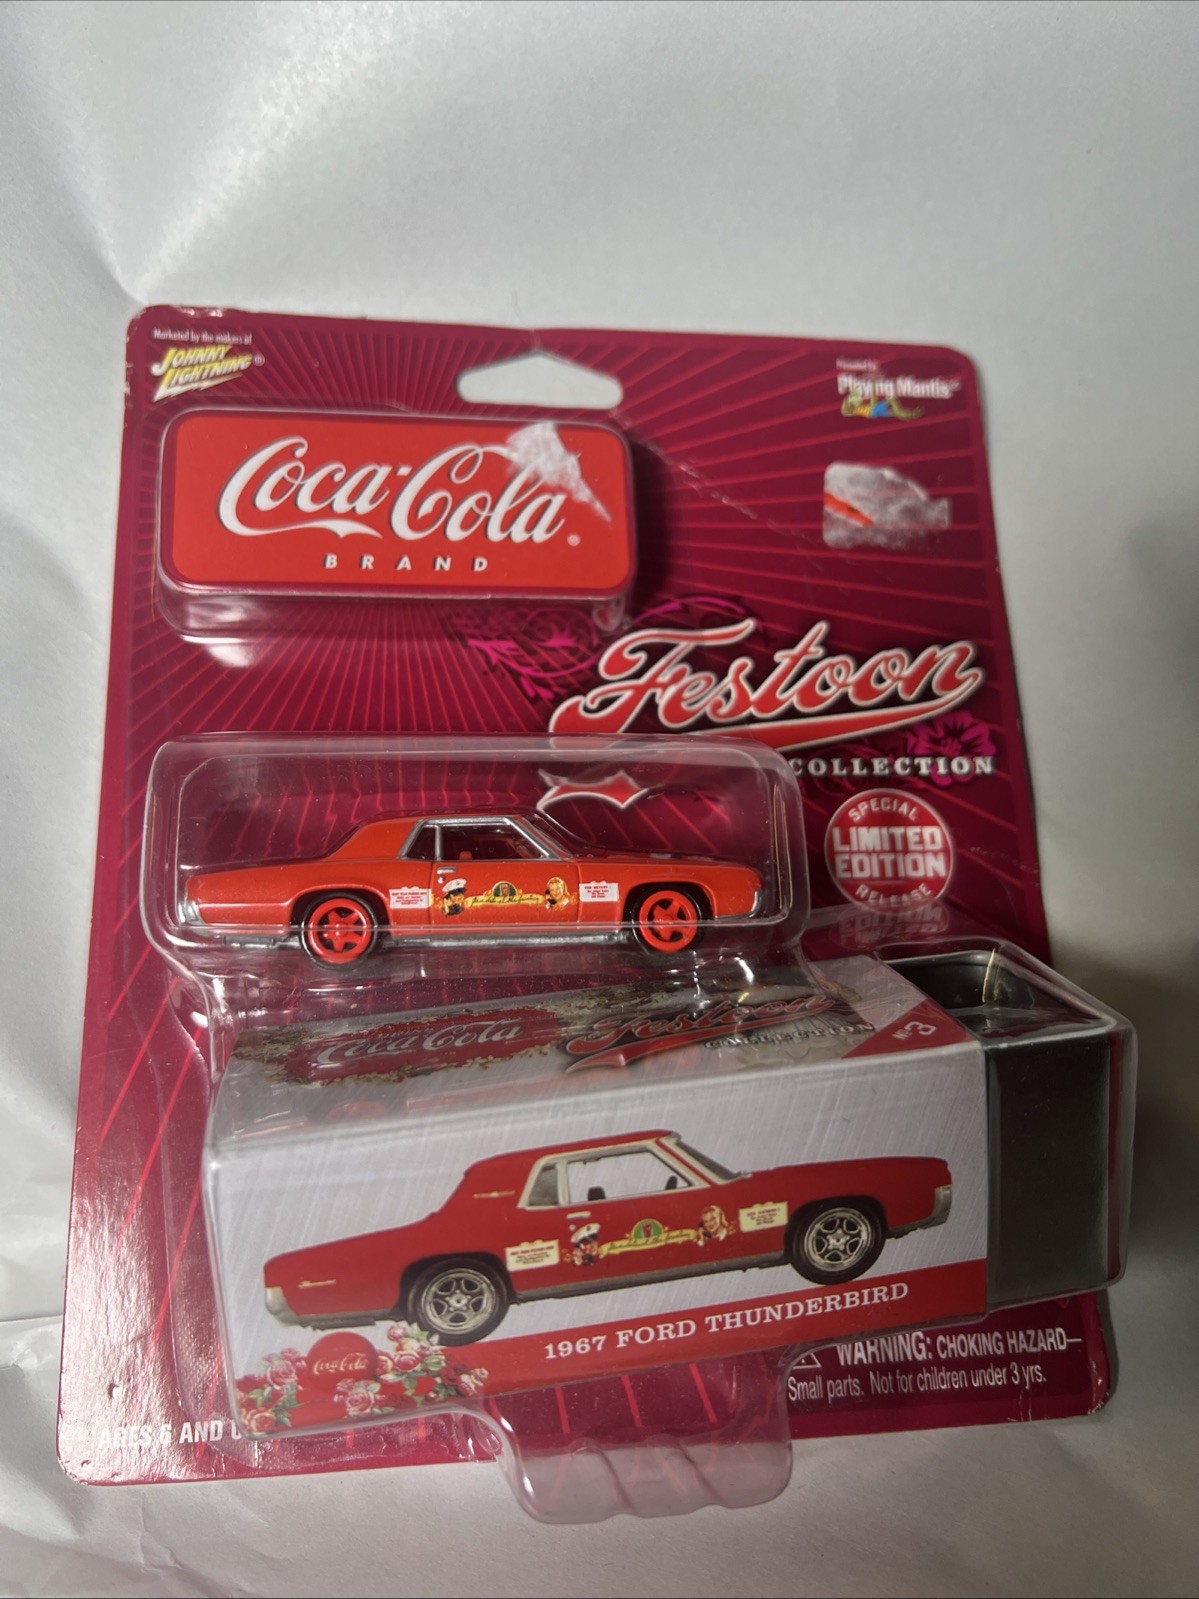 Marketed by the makers of
JOHNNY
LIGHTNING®
Playing Mantis
Coca-Cola®
BRAND
Festoon
COLLECTION
SPECIAL
LIMITED
EDITION
RELEASE
Coca-Cola
Festoon
COLLECTION
Nº3
1967 FORD THUNDERBIRD
Coca-Cola
WARNING: CHOKING HAZARD—
Small parts. Not for children under 3 yrs.
AGES 6 AND U